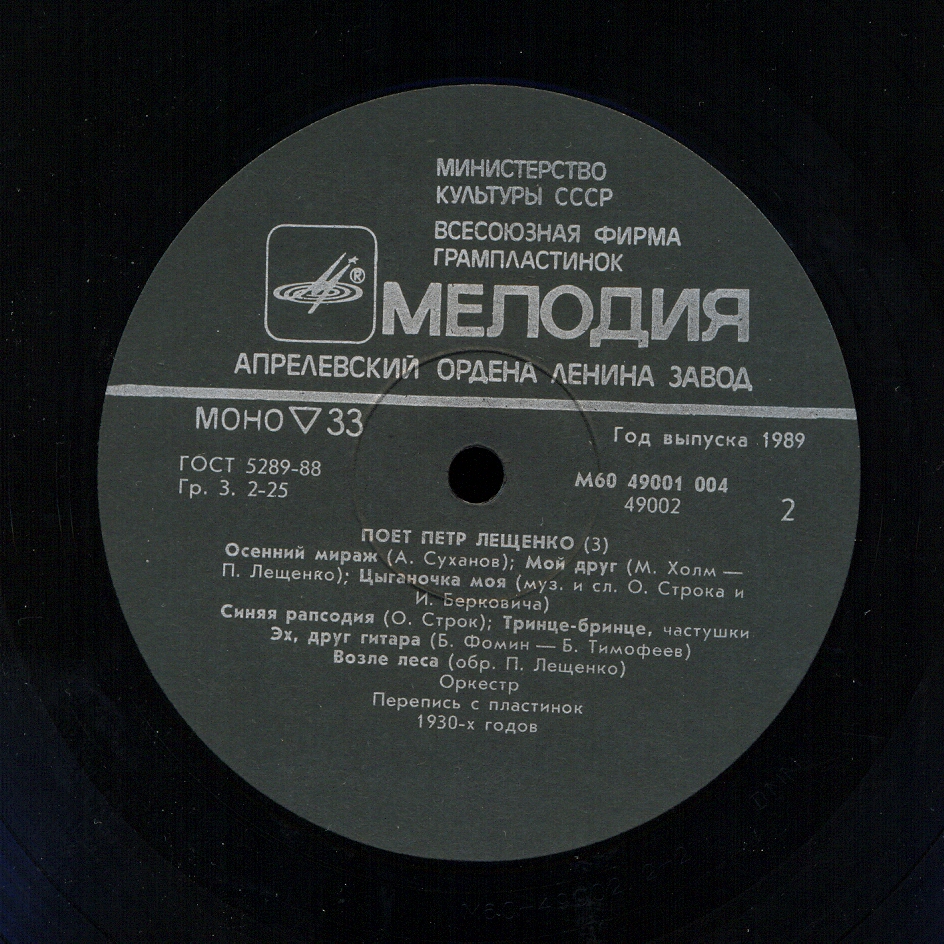 МИНИСТЕРСТВО
КУЛЬТУРЫ СССР
ВСЕСОЮЗНАЯ ФИРМА
ГРАМПЛАСТИНОК
®
МЕЛОДИЯ
АПРЕЛЕВСКИЙ ОРДЕНА ЛЕНИНА ЗАВОД
МОНО ▽ 33
Год выпуска 1989
ГОСТ 5289-88
Гр. 3. 2-25
М60 49001 004
49002
2
ПОЕТ ПЕТР ЛЕЩЕНКО (3)
Осенний мираж (А. Суханов); Мой друг (М. Холм —
П. Лещенко); Цыганочка моя (муз. и сл. О. Строка и
И. Берковича)
Синяя рапсодия (О. Строк); Тринце-бринце, частушки
Эх, друг гитара (Б. Фомин — Б. Тимофеев)
Возле леса (обр. П. Лещенко)
Оркестр
Перепись с пластинок
1930-х годов